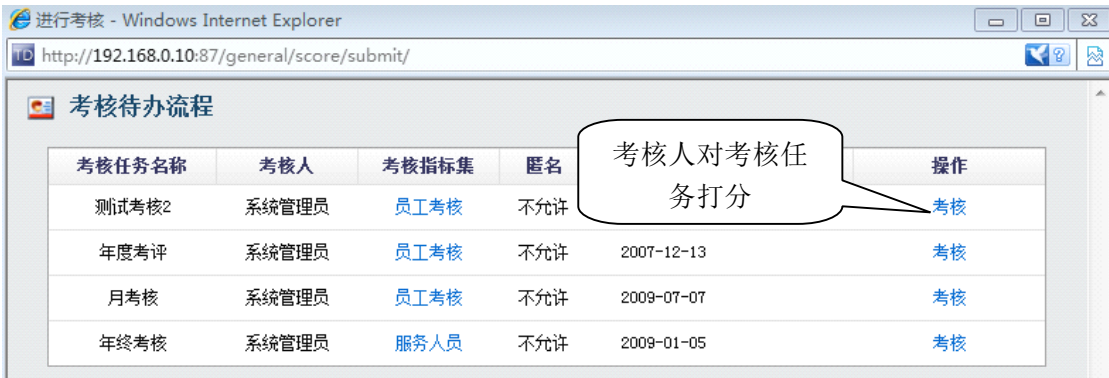 进行考核 - Windows Internet Explorer
TD http://192.168.0.10:87/general/score/submit/
考核待办流程
考核任务名称 考核人 考核指标集 匿名 操作
考核人对考核任
务打分
测试考核2 系统管理员 员工考核 不允许 考核
年度考评 系统管理员 员工考核 不允许 2007-12-13 考核
月考核 系统管理员 员工考核 不允许 2009-07-07 考核
年终考核 系统管理员 服务人员 不允许 2009-01-05 考核